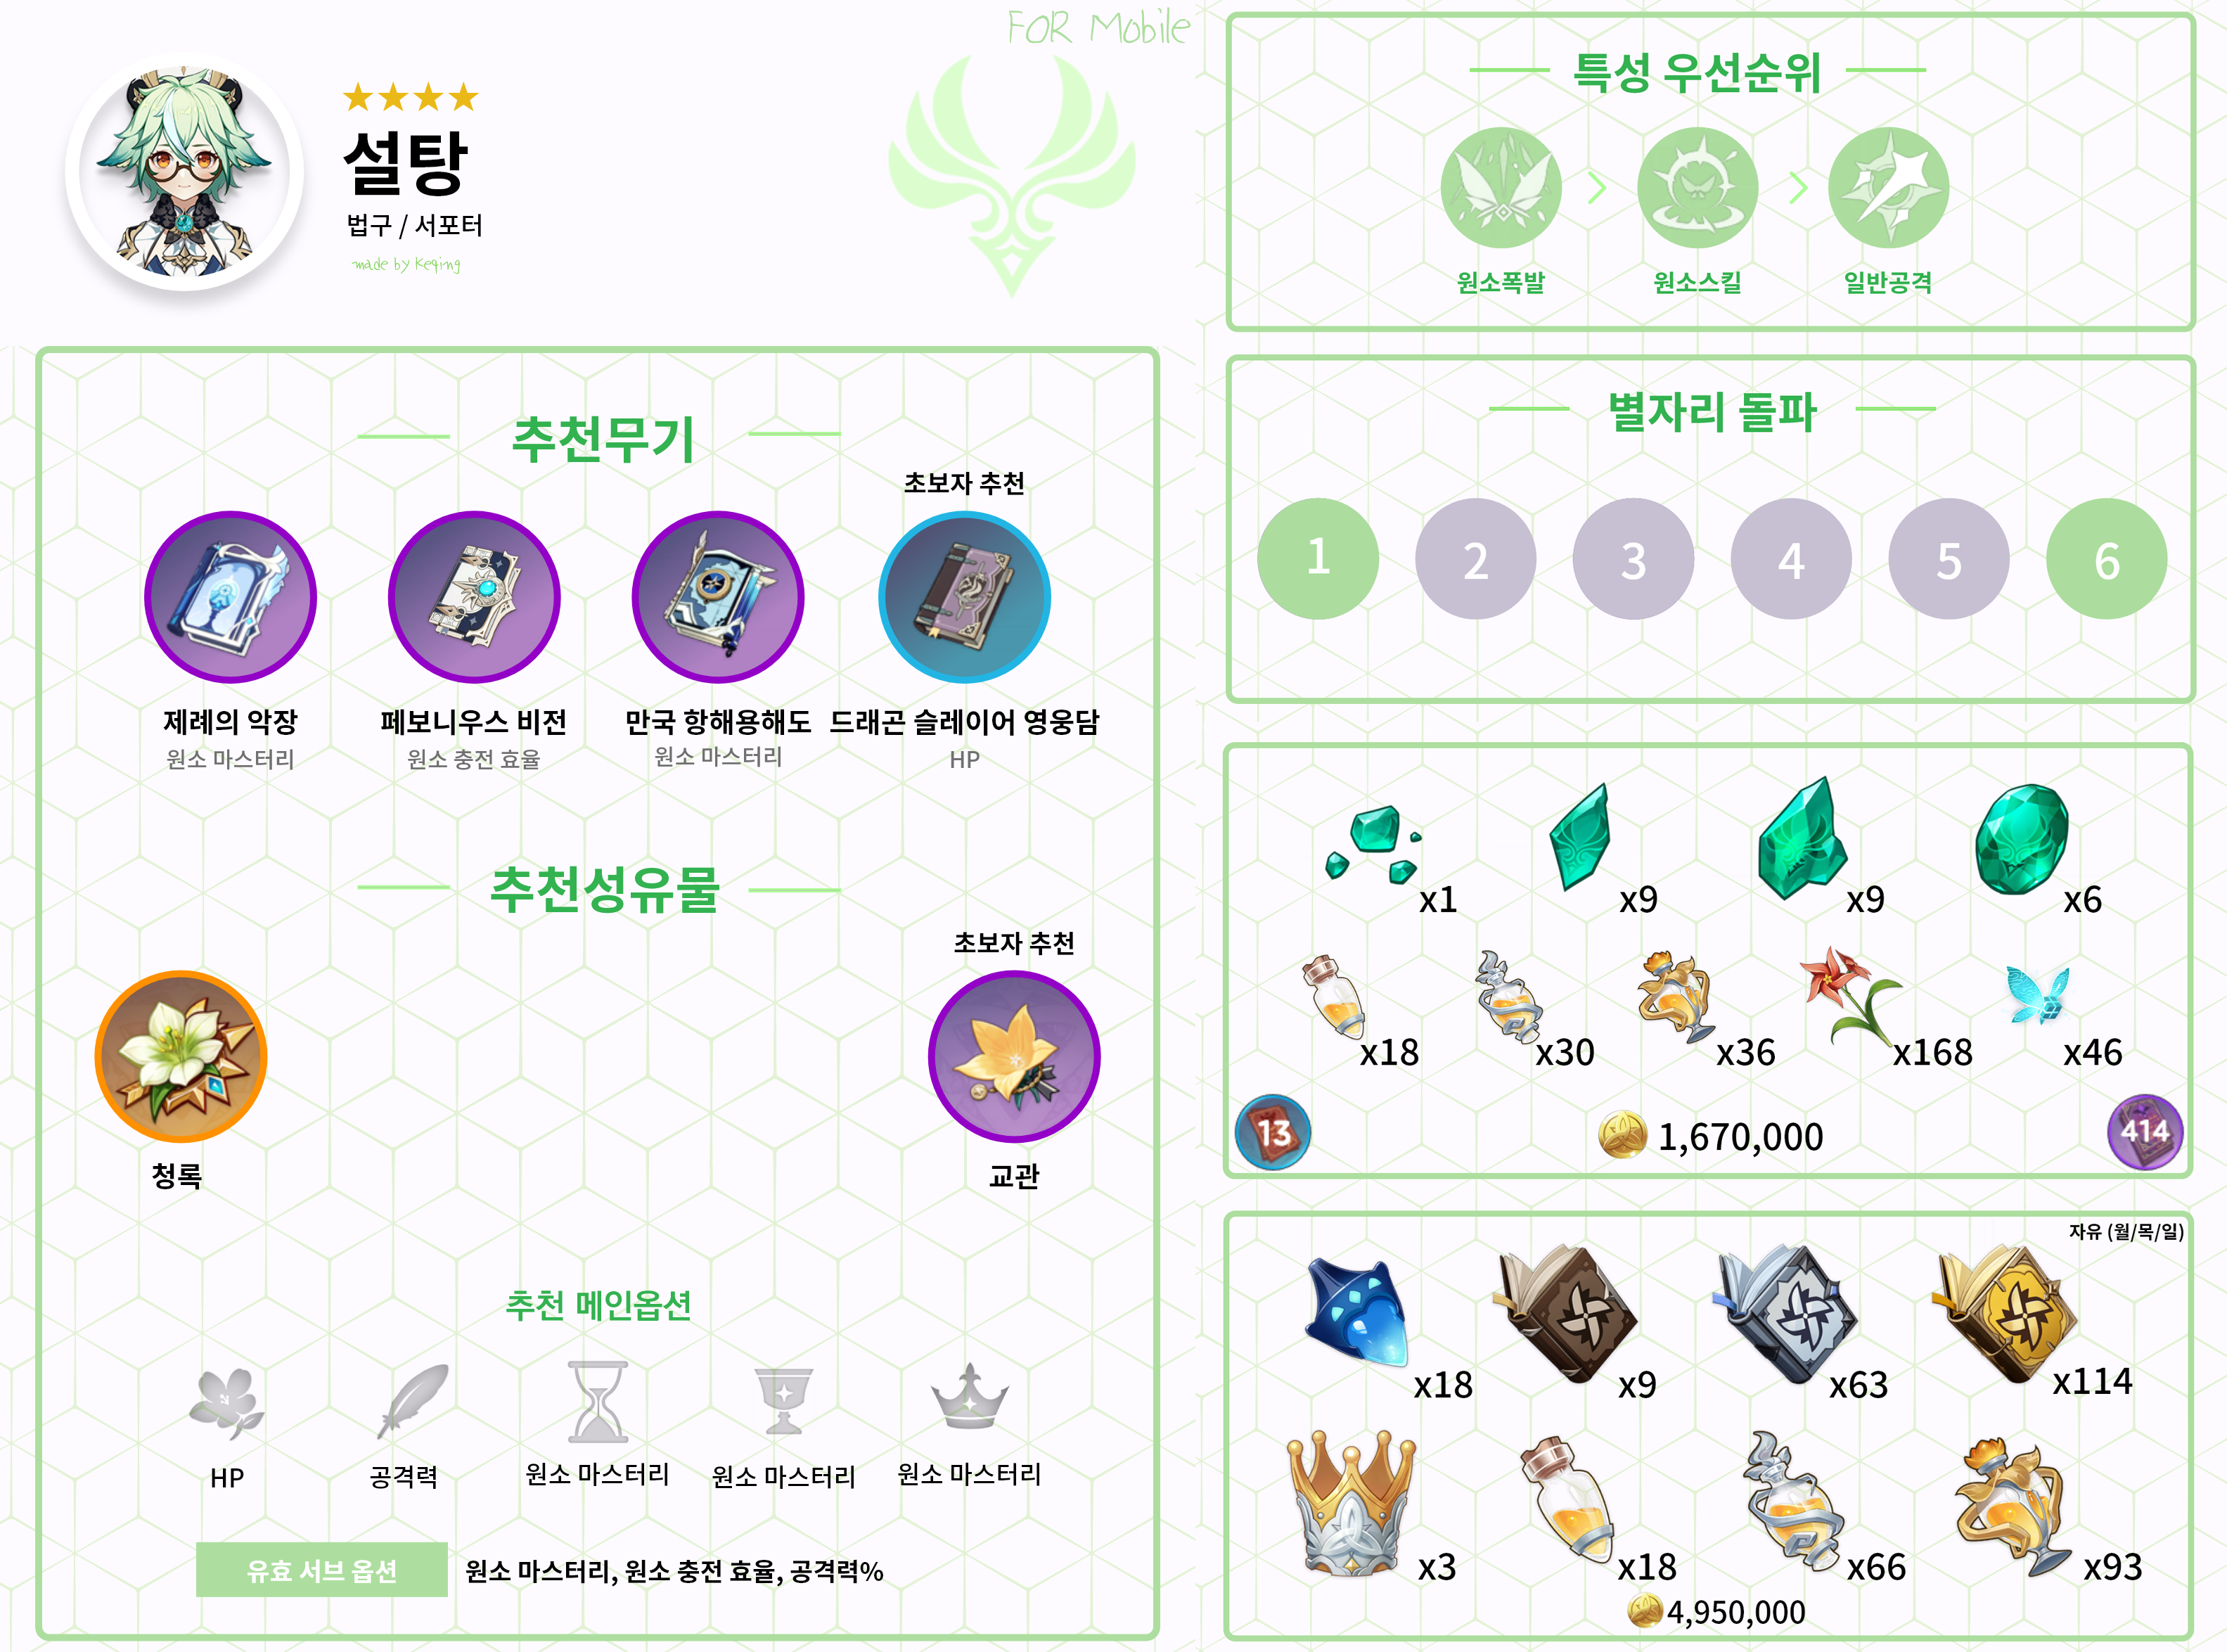 FOR Mobile
설탕
법구 / 서포터
made by Keqing
추천무기
초보자 추천
제례의 악장
원소 마스터리
페보니우스 비전
원소 충전 효율
만국 항해용해도
원소 마스터리
드래곤 슬레이어 영웅담
HP
추천성유물
초보자 추천
청록
교관
추천 메인옵션
HP
공격력
원소 마스터리
원소 마스터리
원소 마스터리
유효 서브 옵션
원소 마스터리, 원소 충전 효율, 공격력%
특성 우선순위
원소폭발
원소스킬
일반공격
별자리 돌파
1
2
3
4
5
6
x1
x9
x9
x6
x18
x30
x36
x168
x46
13
1,670,000
414
자유 (월/목/일)
x18
x9
x63
x114
x3
x18
x66
x93
4,950,000